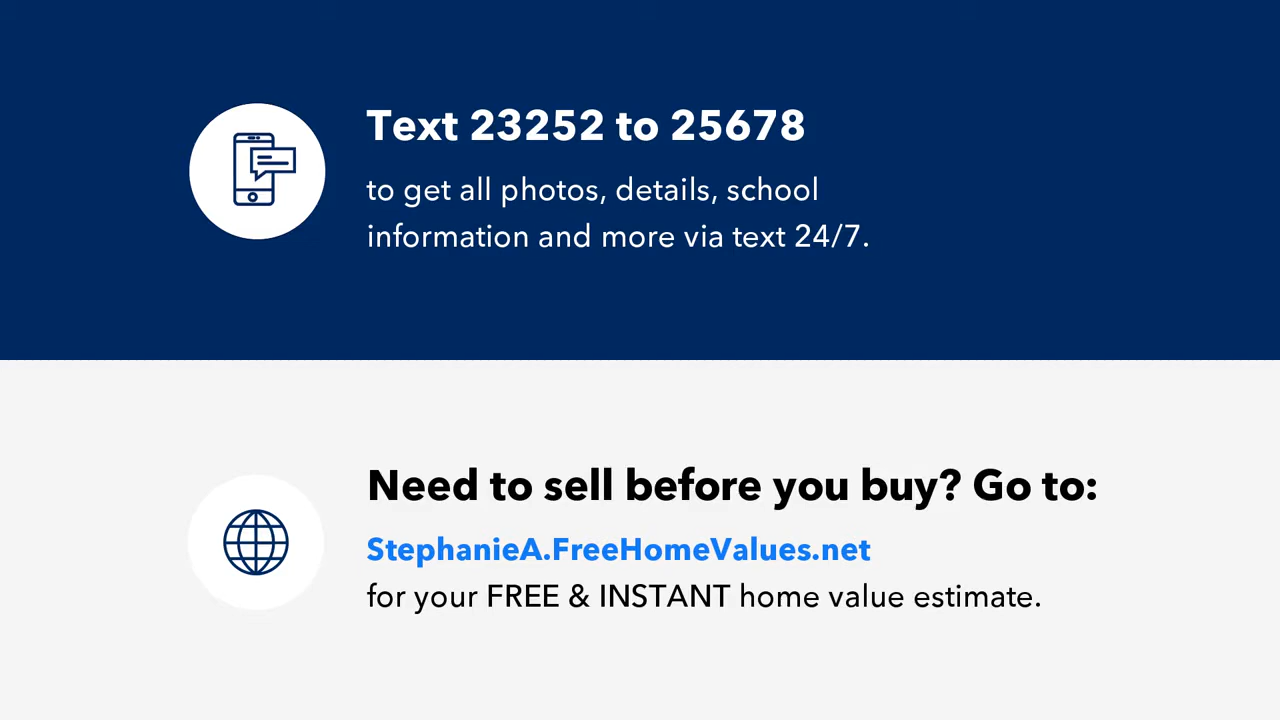 Text 23252 to 25678
to get all photos, details, school
information and more via text 24/7.
Need to sell before you buy? Go to:
StephanieA.FreeHomeValues.net
for your FREE & INSTANT home value estimate.